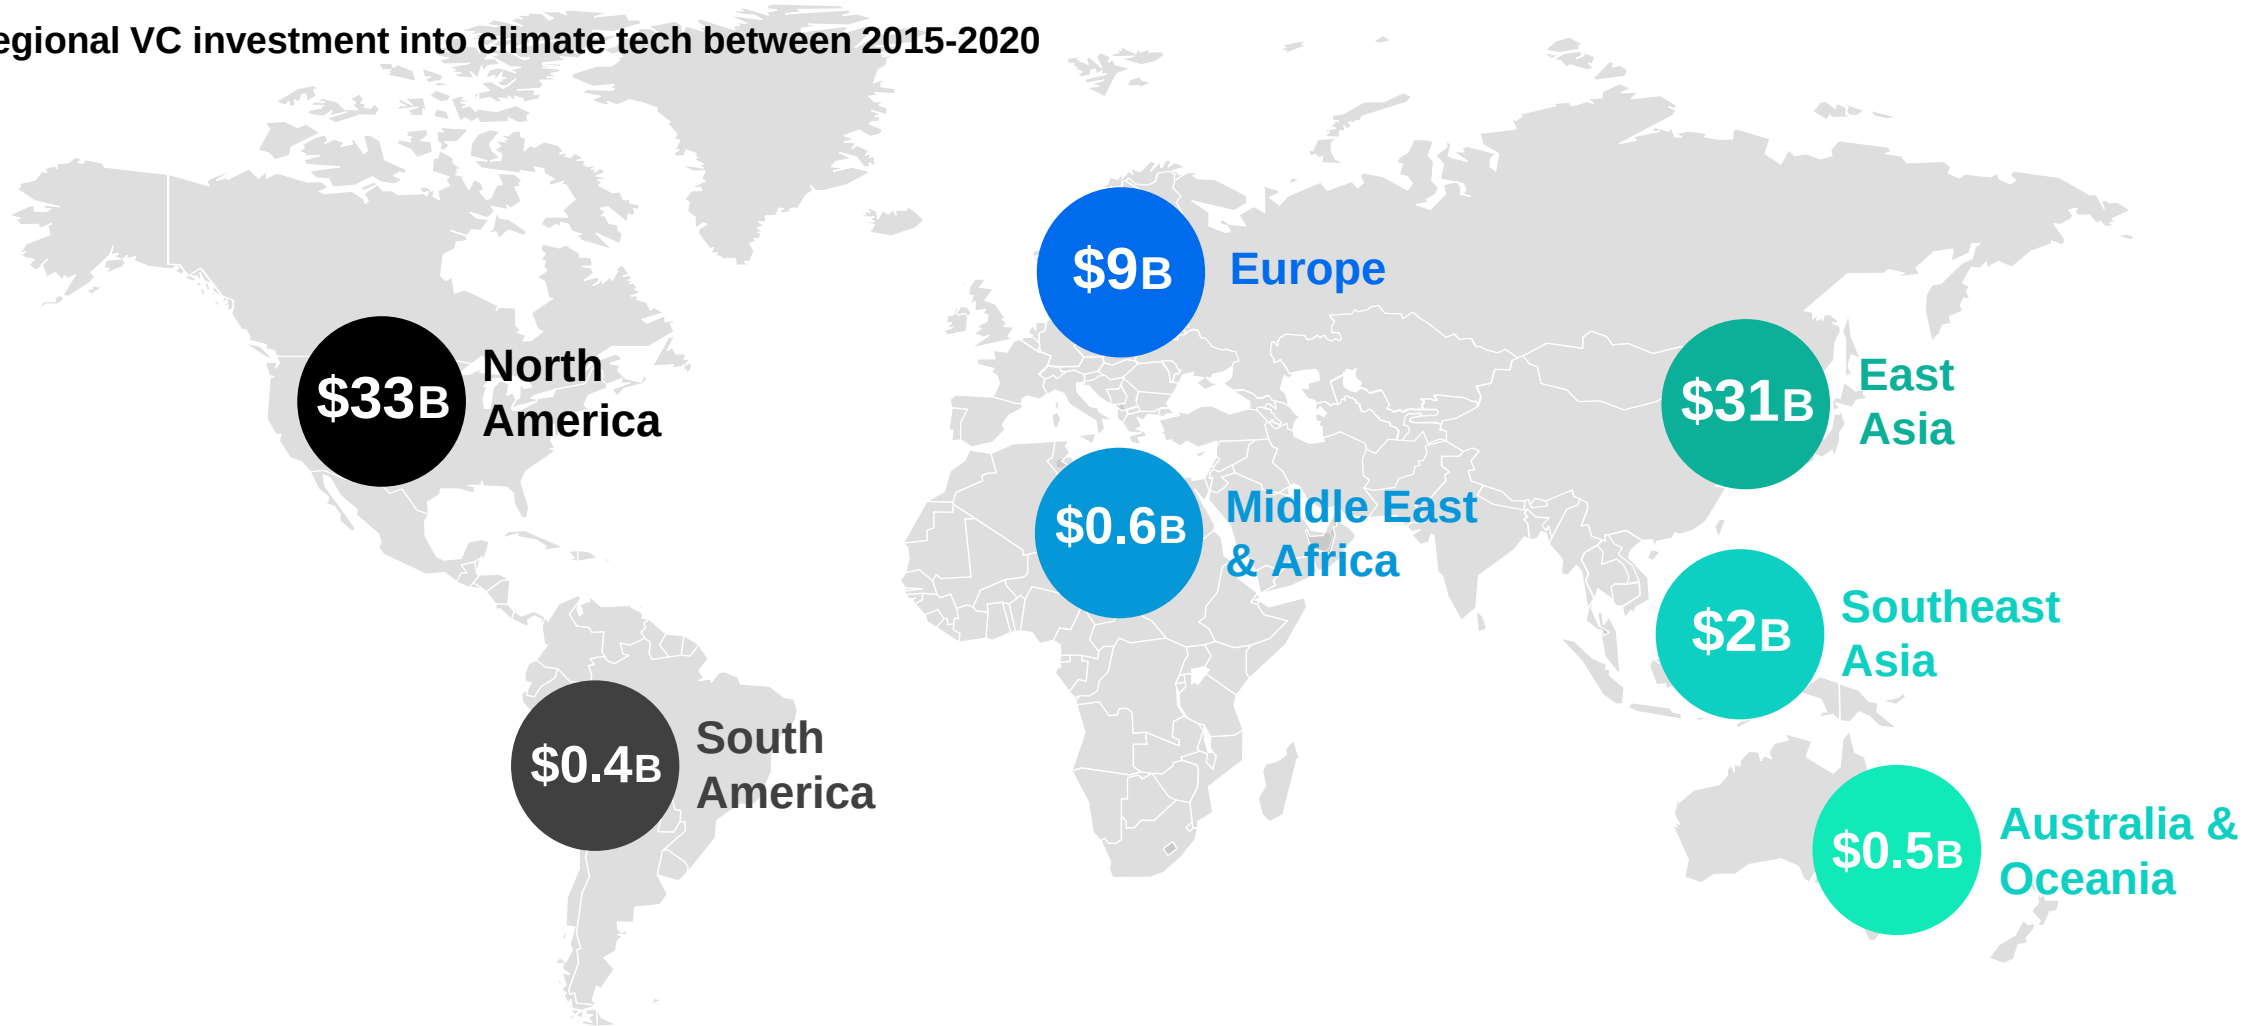 egional VC investment into climate tech between 2015-2020
$9B
Europe
$33B
North
America
$31B
East
Asia
$0.6B
Middle East
& Africa
$2B
Southeast
Asia
$0.4B
South
America
$0.5B
Australia &
Oceania